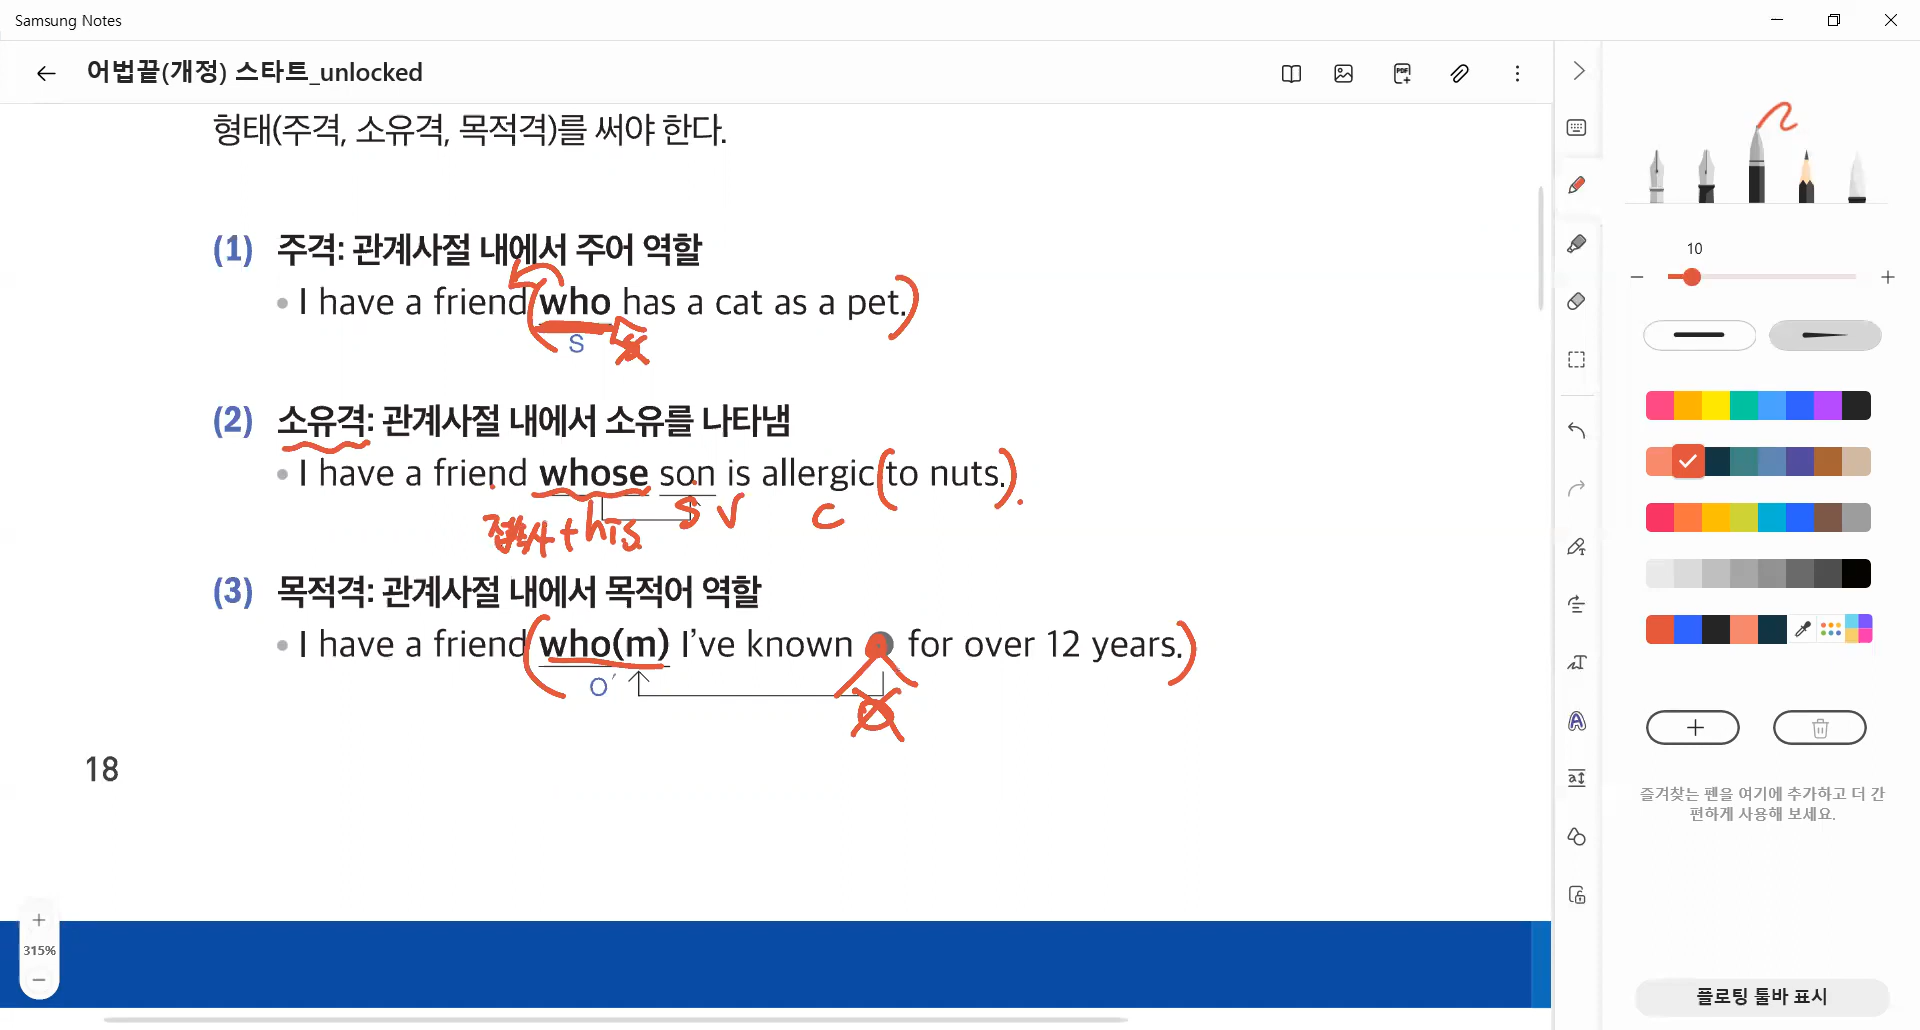 Samsung Notes
어법끝(개정) 스타트_unlocked
형태(주격, 소유격, 목적격)를 써야 한다.
(1) 주격: 관계사절 내에서 주어 역할
• I have a friend who has a cat as a pet.
S
(2) 소유격: 관계사절 내에서 소유를 나타냄
• I have a friend whose son is allergic to nuts.
S V C
+ his
(3) 목적격: 관계사절 내에서 목적어 역할
• I have a friend who(m) I've known for over 12 years.
O′
18
315%
10
즐겨찾는 펜을 여기에 추가하고 더 간
편하게 사용해 보세요.
플로팅 툴바 표시